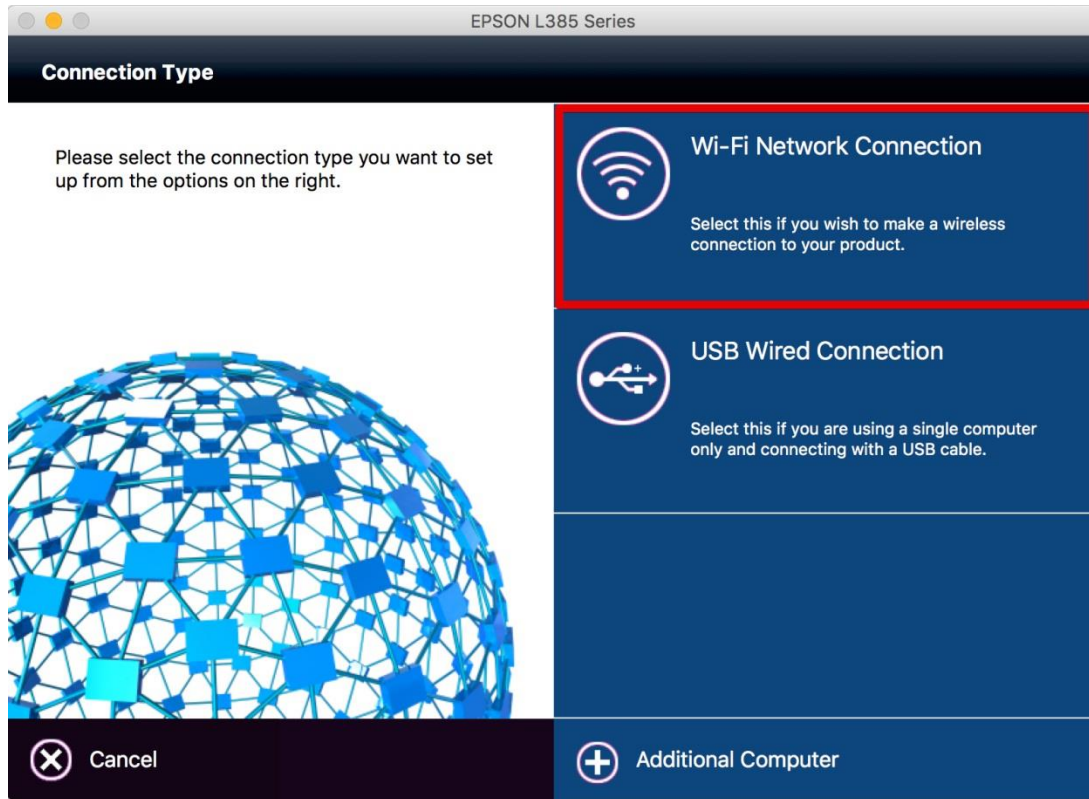 EPSON L385 Series
Connection Type
Please select the connection type you want to set
up from the options on the right.
Wi-Fi Network Connection
Select this if you wish to make a wireless
connection to your product.
USB Wired Connection
Select this if you are using a single computer
only and connecting with a USB cable.
Cancel
Additional Computer